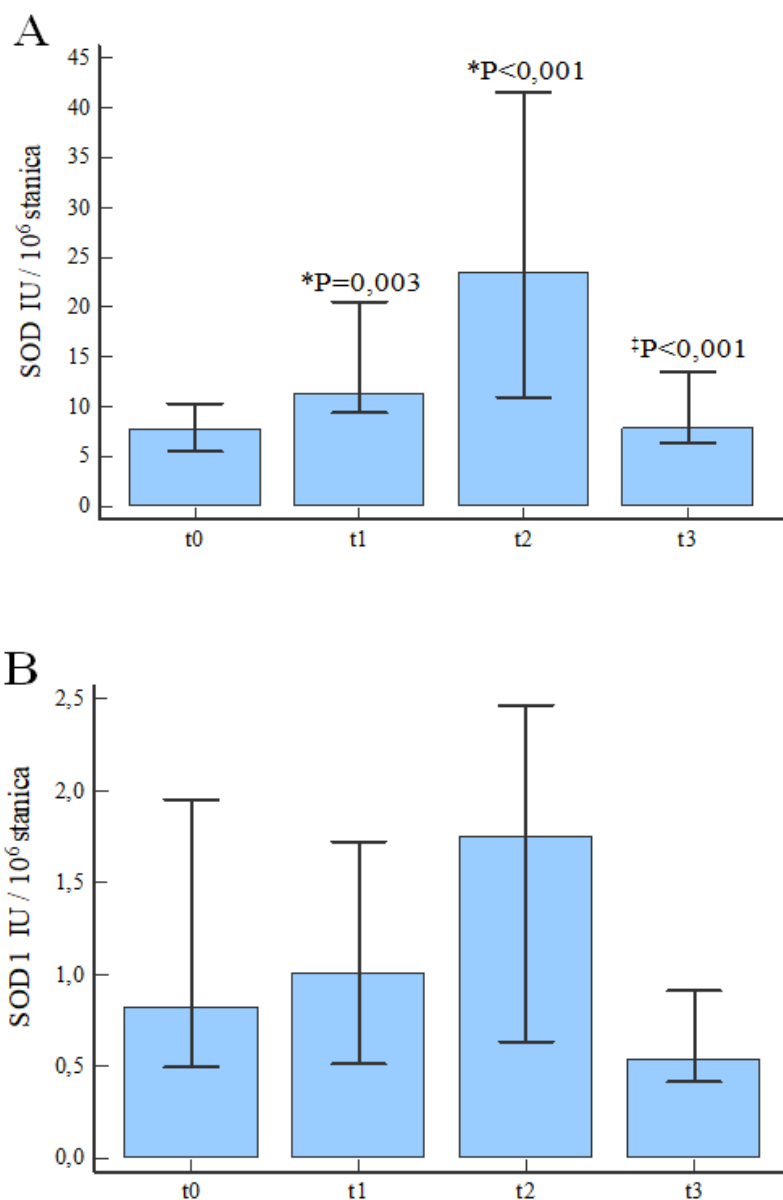 A
SOD IU / 10⁶ stanica
45
40
35
30
25
20
15
10
5
0
*P=0,003
*P<0,001
‡P<0,001
t0 t1 t2 t3
B
SOD1 IU / 10⁶ stanica
2,5
2,0
1,5
1,0
0,5
0,0
t0 t1 t2 t3